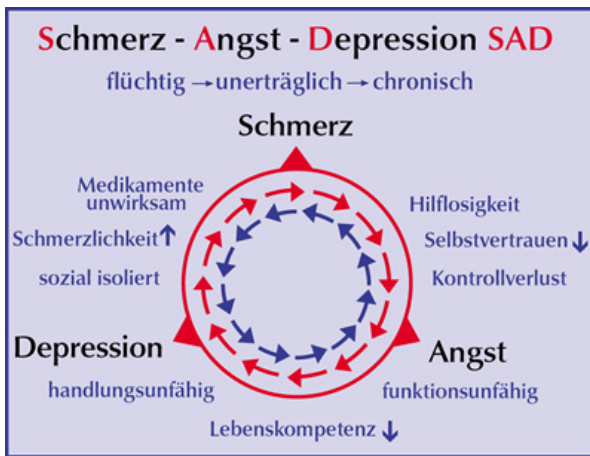 Schmerz - Angst - Depression SAD
flüchtig → unerträglich → chronisch
Schmerz
Medikamente
unwirksam
Schmerzlichkeit ↑
sozial isoliert
Hilflosigkeit
Selbstvertrauen ↓
Kontrollverlust
Depression
Angst
handlungsunfähig
funktionsunfähig
Lebenskompetenz ↓